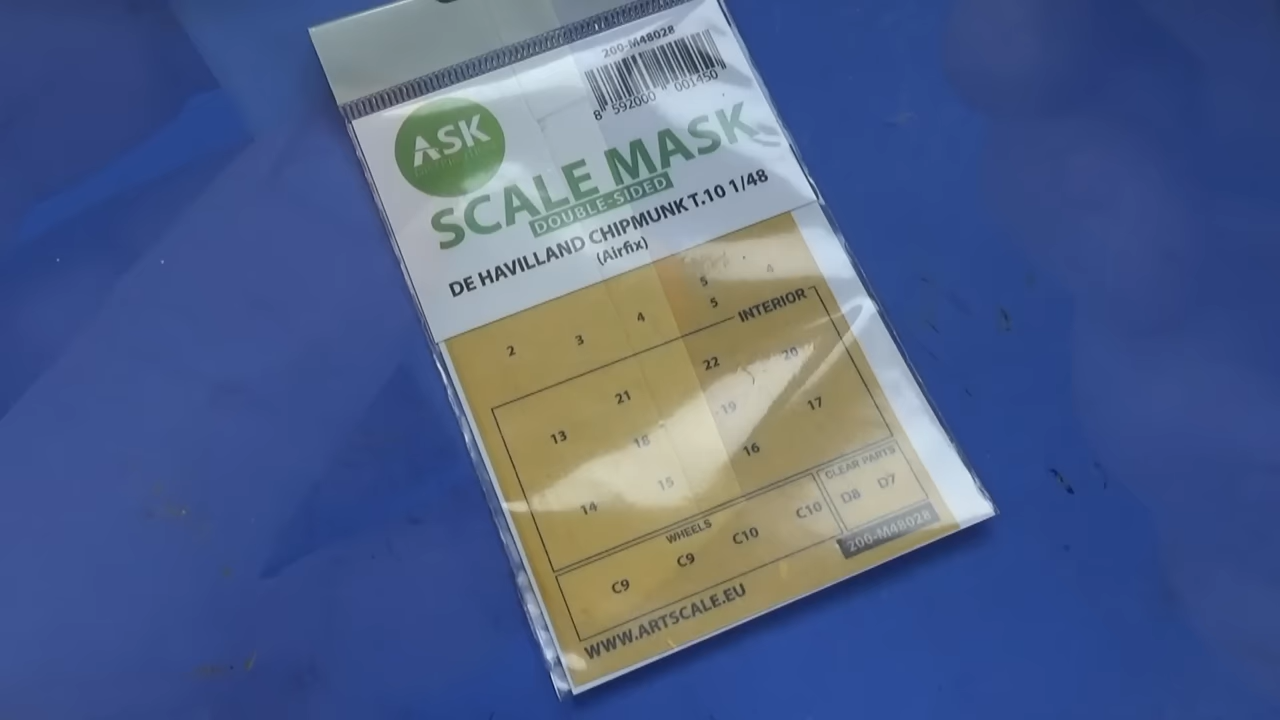 200-M48028
8 592000 001450
ASK
SCALE MASK
DOUBLE-SIDED
DE HAVILLAND CHIPMUNK T.10 1/48
(Airfix)
2 3 4 5 4
5
INTERIOR
13 21 22 20
18 19 17
14 15 16
WHEELS
C9 C9 C10 C10
CLEAR PARTS
D8 D7
200-M48028
WWW.ARTSCALE.EU